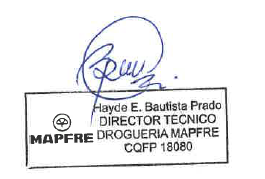 Hayde E. Bautista Prado
DIRECTOR TECNICO
MAPFRE DROGUERIA MAPFRE
CQFP 18080